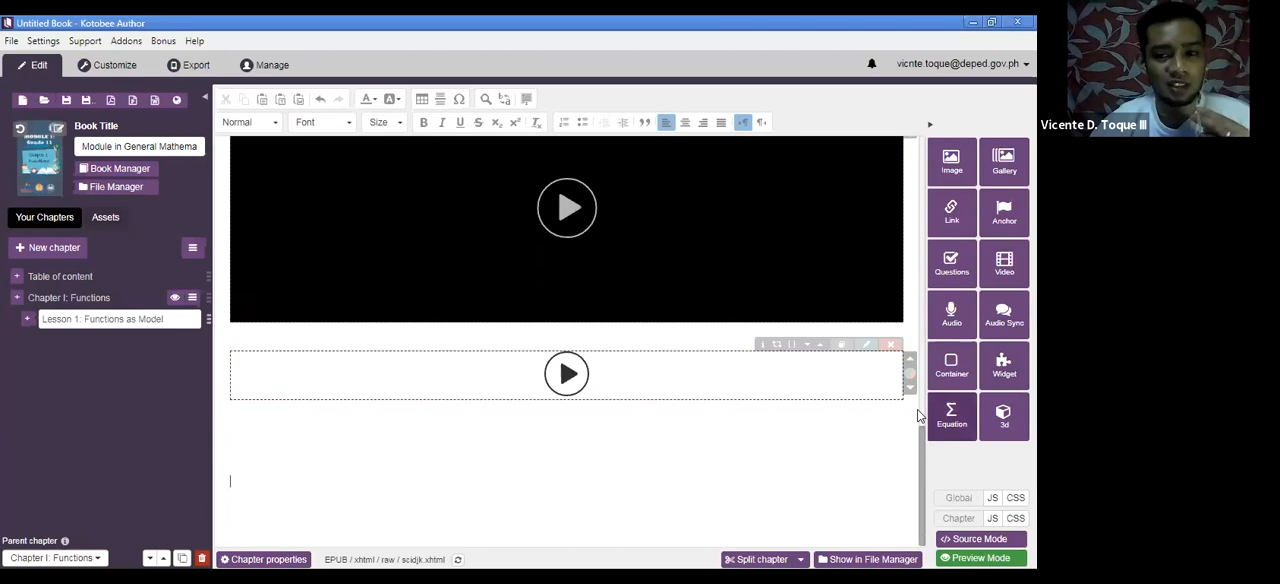 Untitled Book - Kotobee Author
File Settings Support Addons Bonus Help
Edit Customize Export Manage
vicnte.toque@deped.gov.ph
Normal Font Size B I U S x₂ x² Tx
Book Title
Module in General Mathema
Book Manager
File Manager
Your Chapters Assets
New chapter
Table of content
Chapter I: Functions
Lesson 1: Functions as Model
Image Gallery
Link Anchor
Questions Video
Audio Audio Sync
Container Widget
Equation 3d
Global JS CSS
Chapter JS CSS
Source Mode
Preview Mode
Parent chapter
Chapter I: Functions
Chapter properties EPUB / xhtml / raw / scidjk.xhtml Split chapter Show in File Manager
Vicente D. Toque III